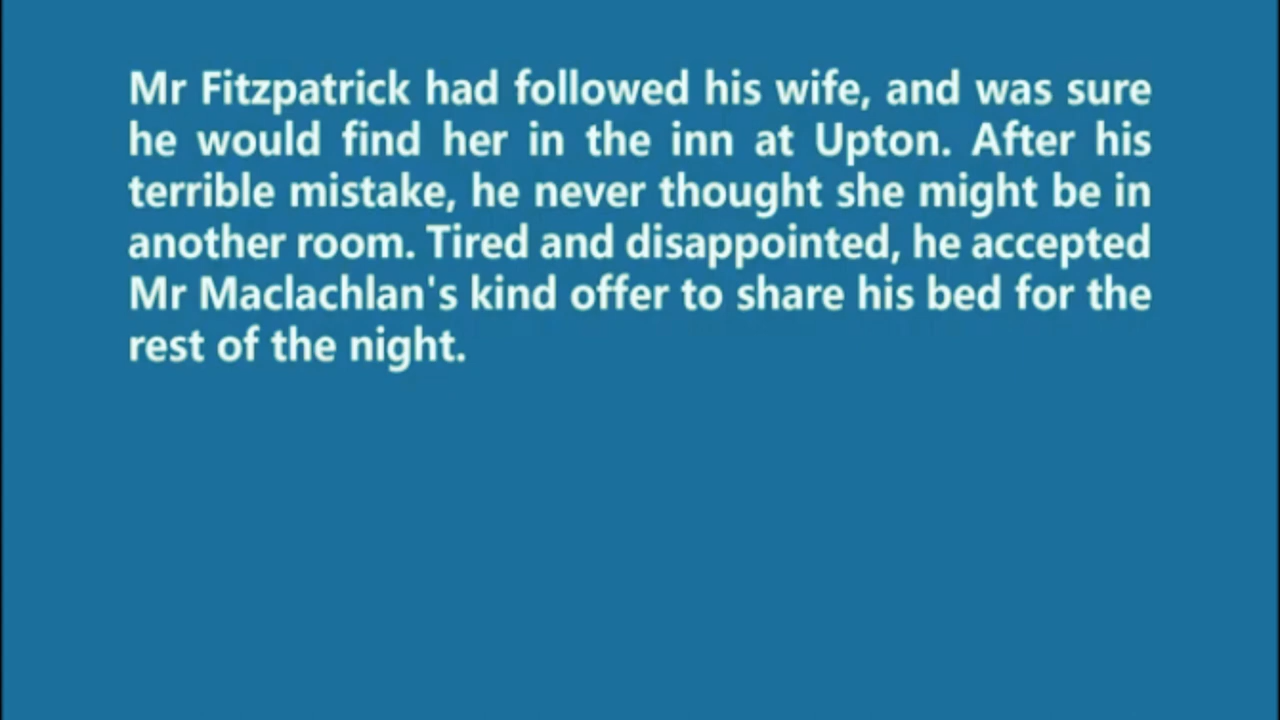 Mr Fitzpatrick had followed his wife, and was sure
he would find her in the inn at Upton. After his
terrible mistake, he never thought she might be in
another room. Tired and disappointed, he accepted
Mr Maclachlan's kind offer to share his bed for the
rest of the night.